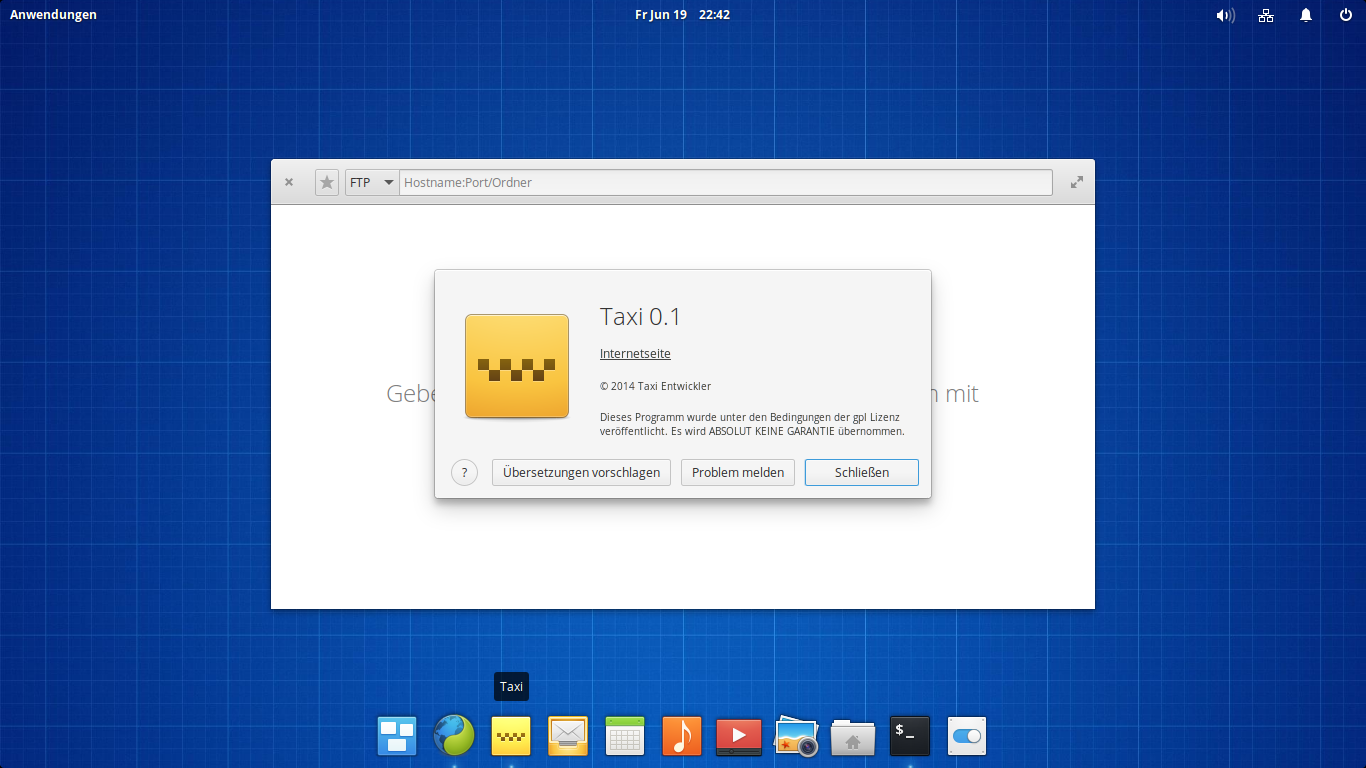 Anwendungen
Fr Jun 19 22:42
FTP
Hostname:Port/Ordner
Taxi 0.1
Internetseite
© 2014 Taxi Entwickler
Gebe
mit
Dieses Programm wurde unter den Bedingungen der gpl Lizenz
veröffentlicht. Es wird ABSOLUT KEINE GARANTIE übernommen.
?
Übersetzungen vorschlagen
Problem melden
Schließen
Taxi
$_